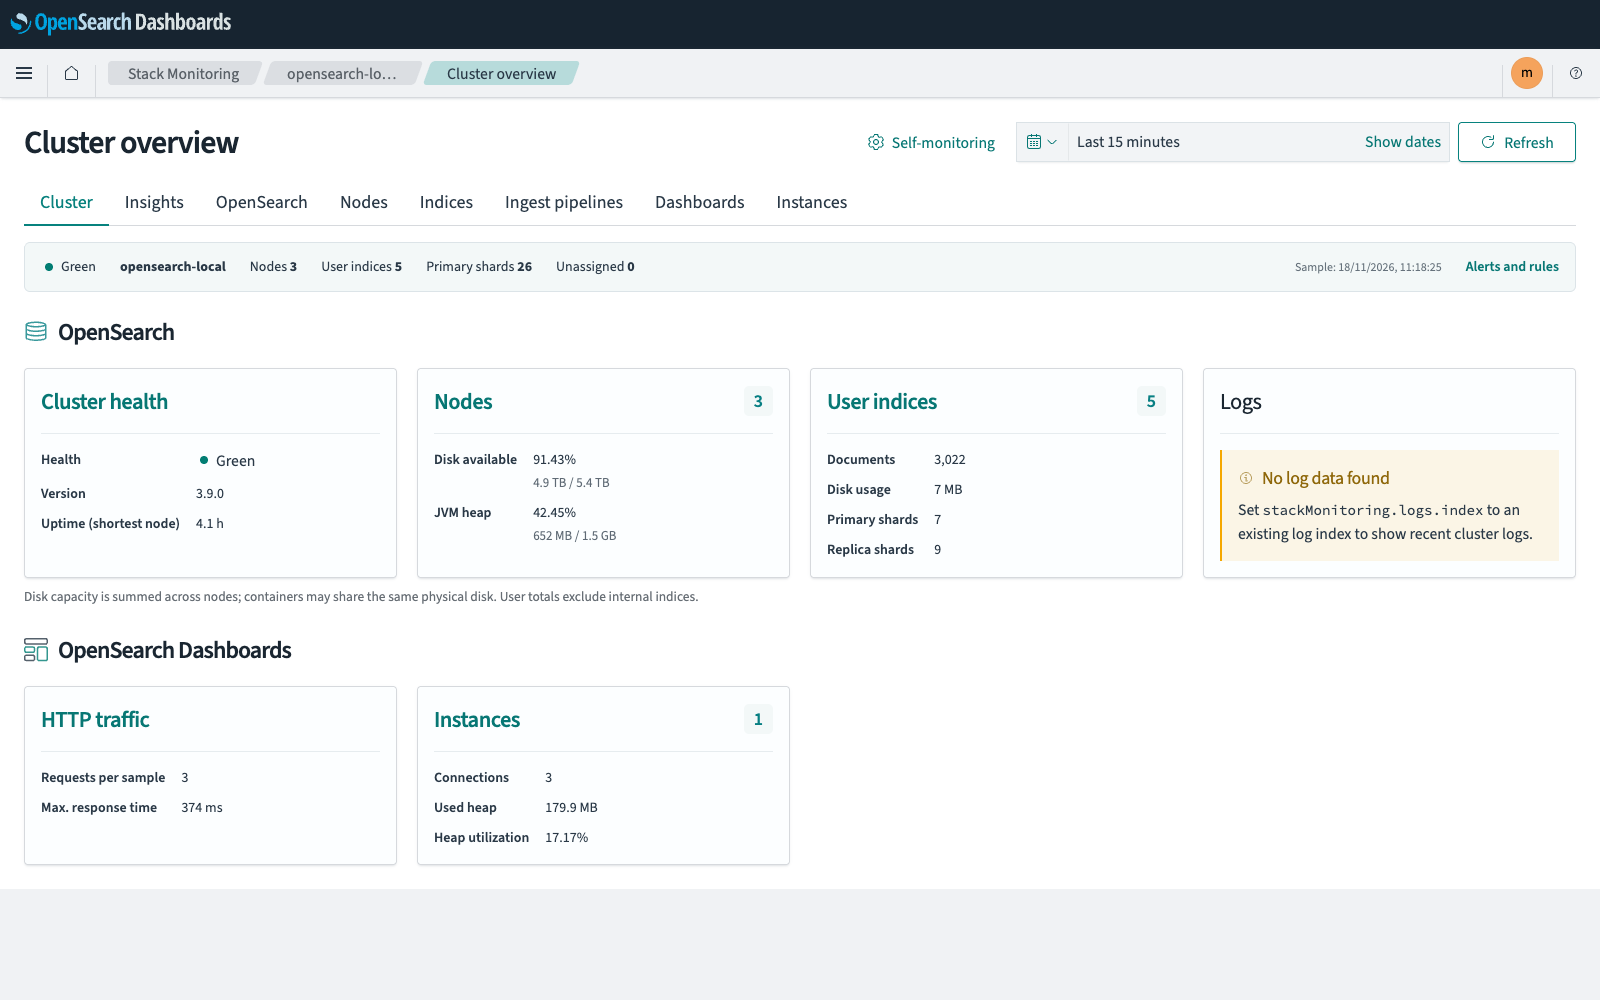 OpenSearch Dashboards
Stack Monitoring
opensearch-lo…
Cluster overview
m
Cluster overview
Self-monitoring
Last 15 minutes
Show dates
Refresh
Cluster
Insights
OpenSearch
Nodes
Indices
Ingest pipelines
Dashboards
Instances
Green
opensearch-local
Nodes 3
User indices 5
Primary shards 26
Unassigned 0
Sample: 18/11/2026, 11:18:25
Alerts and rules
OpenSearch
Cluster health
Health Green
Version 3.9.0
Uptime (shortest node) 4.1 h
Nodes 3
Disk available 91.43%
4.9 TB / 5.4 TB
JVM heap 42.45%
652 MB / 1.5 GB
User indices 5
Documents 3,022
Disk usage 7 MB
Primary shards 7
Replica shards 9
Logs
No log data found
Set stackMonitoring.logs.index to an
existing log index to show recent cluster logs.
Disk capacity is summed across nodes; containers may share the same physical disk. User totals exclude internal indices.
OpenSearch Dashboards
HTTP traffic
Requests per sample 3
Max. response time 374 ms
Instances 1
Connections 3
Used heap 179.9 MB
Heap utilization 17.17%